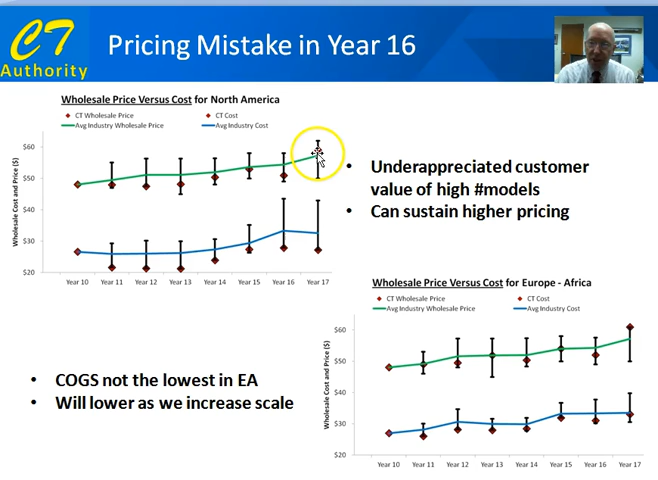 CT
Authority
Pricing Mistake in Year 16
Wholesale Price Versus Cost for North America
CT Wholesale Price
CT Cost
Avg Industry Wholesale Price
Avg Industry Cost
Wholesale Cost and Price ($)
$60
$50
$40
$30
$20
Year 10 Year 11 Year 12 Year 13 Year 14 Year 15 Year 16 Year 17
• Underappreciated customer
value of high #models
• Can sustain higher pricing
Wholesale Price Versus Cost for Europe - Africa
CT Wholesale Price
CT Cost
Avg Industry Wholesale Price
Avg Industry Cost
Wholesale Cost and Price ($)
$60
$50
$40
$30
$20
Year 10 Year 11 Year 12 Year 13 Year 14 Year 15 Year 16 Year 17
• COGS not the lowest in EA
• Will lower as we increase scale